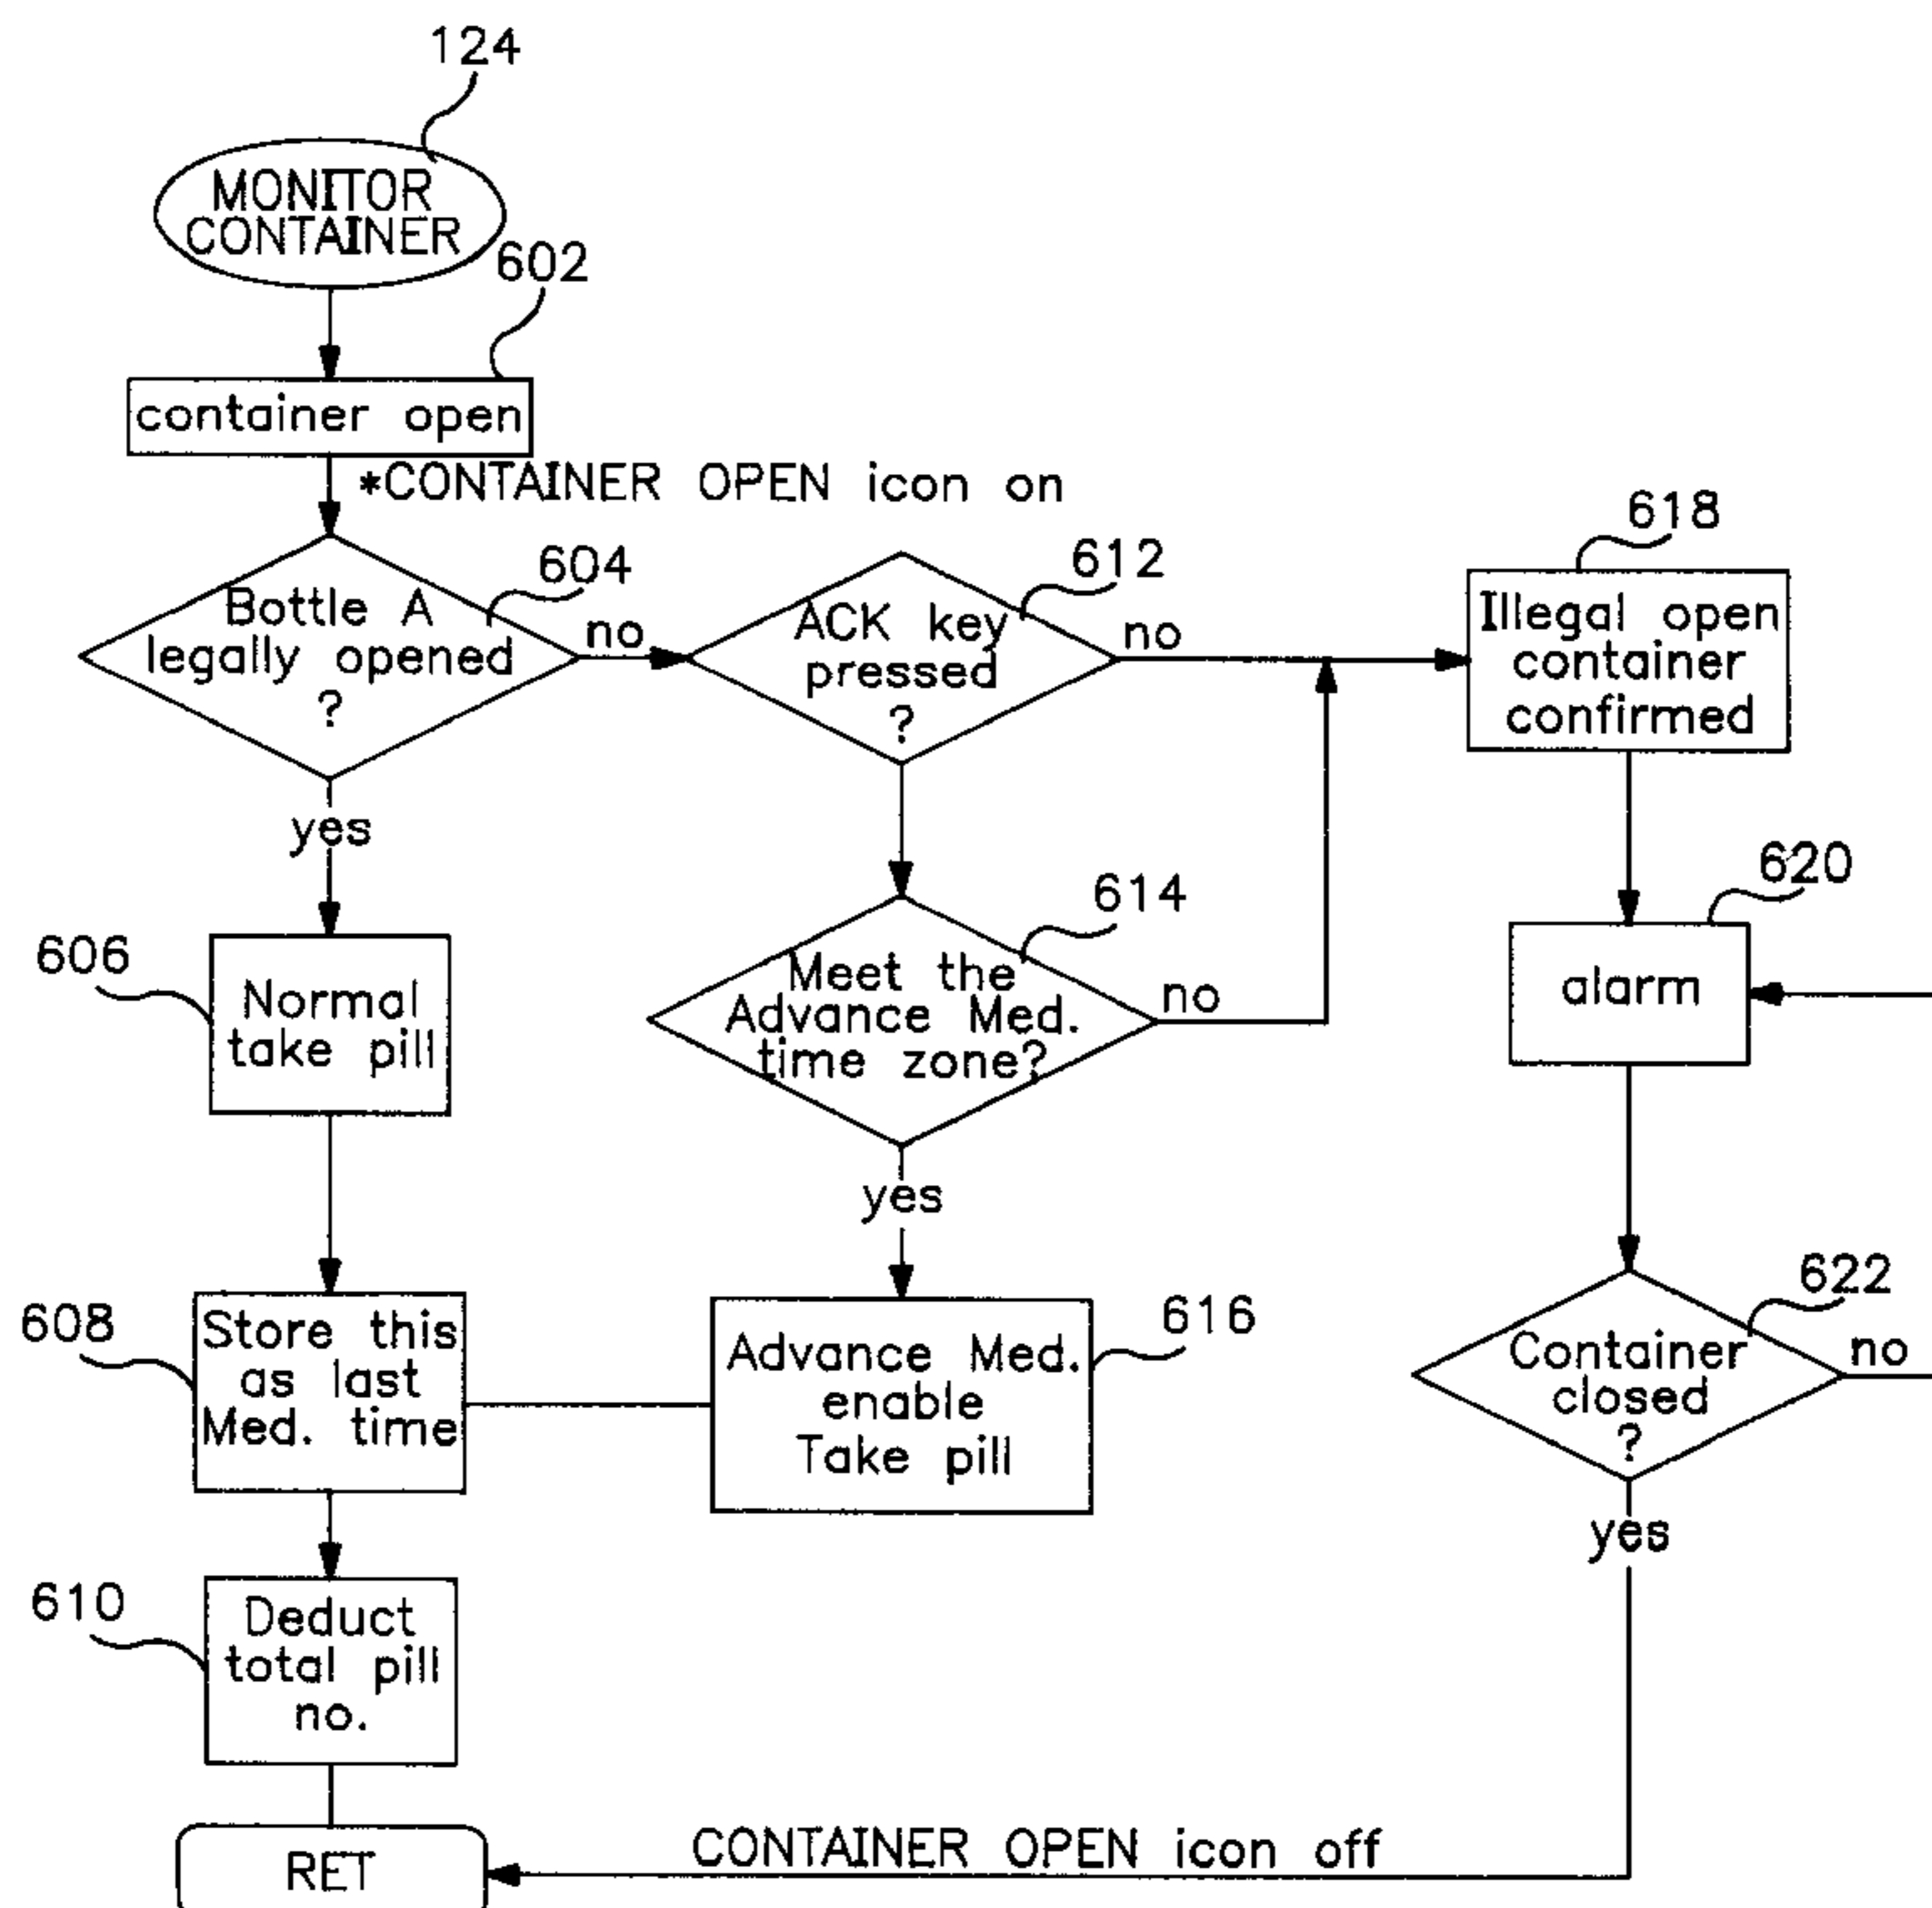 124
MONITOR
CONTAINER
602
container open
*CONTAINER OPEN icon on
604
Bottle A
legally opened
?
no
612
ACK key
pressed
?
no
618
Illegal open
container
confirmed
yes
606
Normal
take pill
614
Meet the
Advance Med.
time zone?
no
yes
620
alarm
608
Store this
as last
Med. time
616
Advance Med.
enable
Take pill
622
Container
closed
?
no
yes
610
Deduct
total pill
no.
RET
CONTAINER OPEN icon off